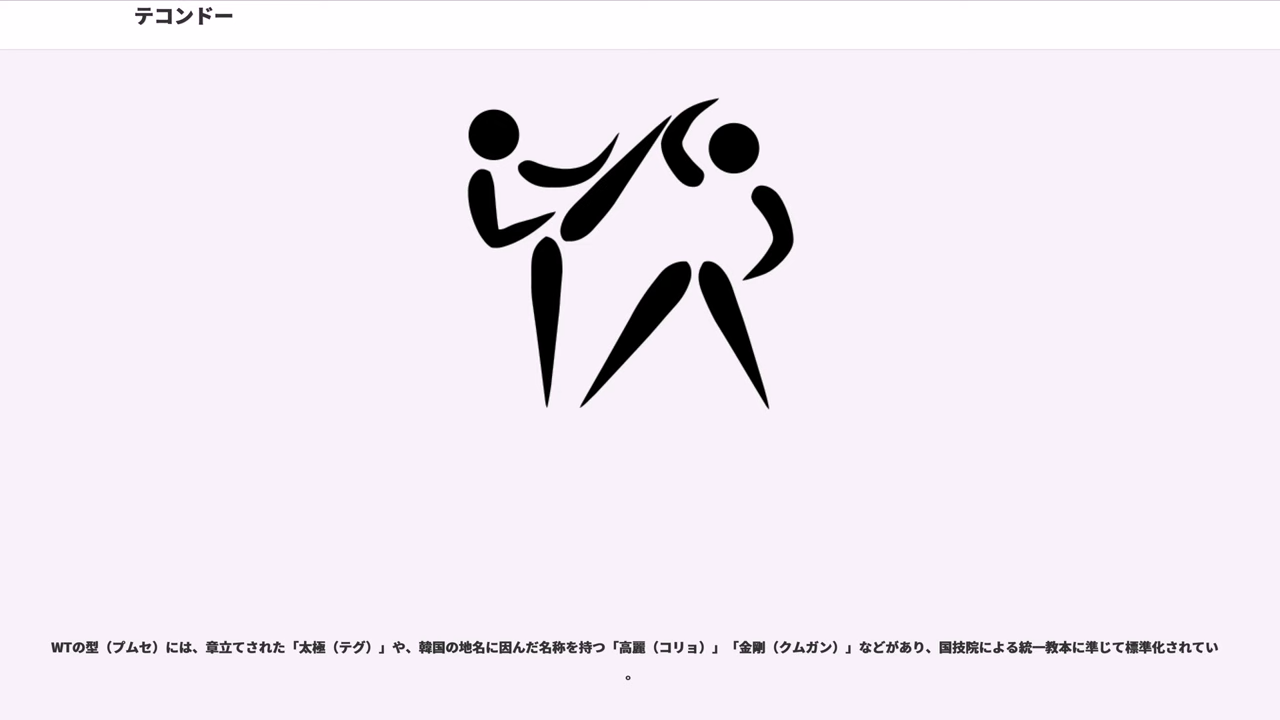 テコンドー
WTの型（プムセ）には、章立てされた「太極（テグ）」や、韓国の地名に因んだ名称を持つ「高麗（コリョ）」「金剛（クムガン）」などがあり、国技院による統一教本に準じて標準化されてい
。